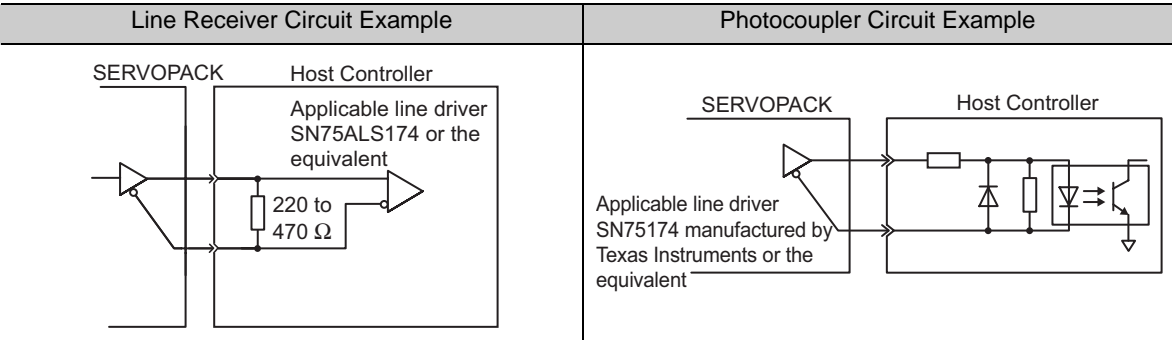 Line Receiver Circuit Example
Photocoupler Circuit Example
SERVOPACK
Host Controller
Applicable line driver
SN75ALS174 or the
equivalent
220 to
470 Ω
SERVOPACK
Host Controller
Applicable line driver
SN75174 manufactured by
Texas Instruments or the
equivalent